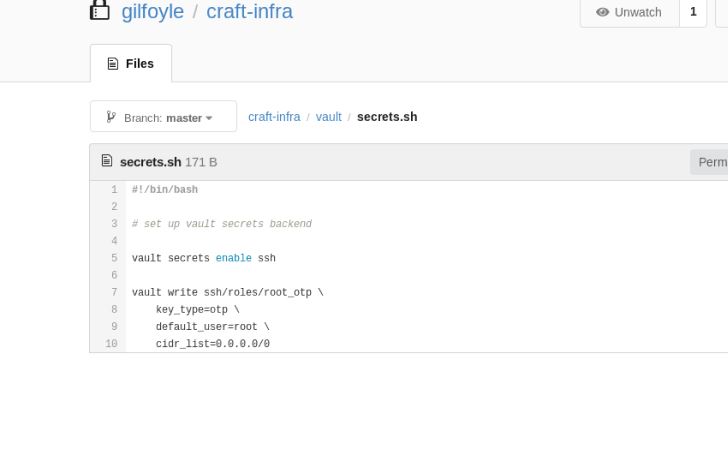 gilfoyle / craft-infra
Unwatch 1
Files
Branch: master craft-infra / vault / secrets.sh
secrets.sh 171 B
1 #!/bin/bash
2
3 # set up vault secrets backend
4
5 vault secrets enable ssh
6
7 vault write ssh/roles/root_otp \
8 key_type=otp \
9 default_user=root \
10 cidr_list=0.0.0.0/0